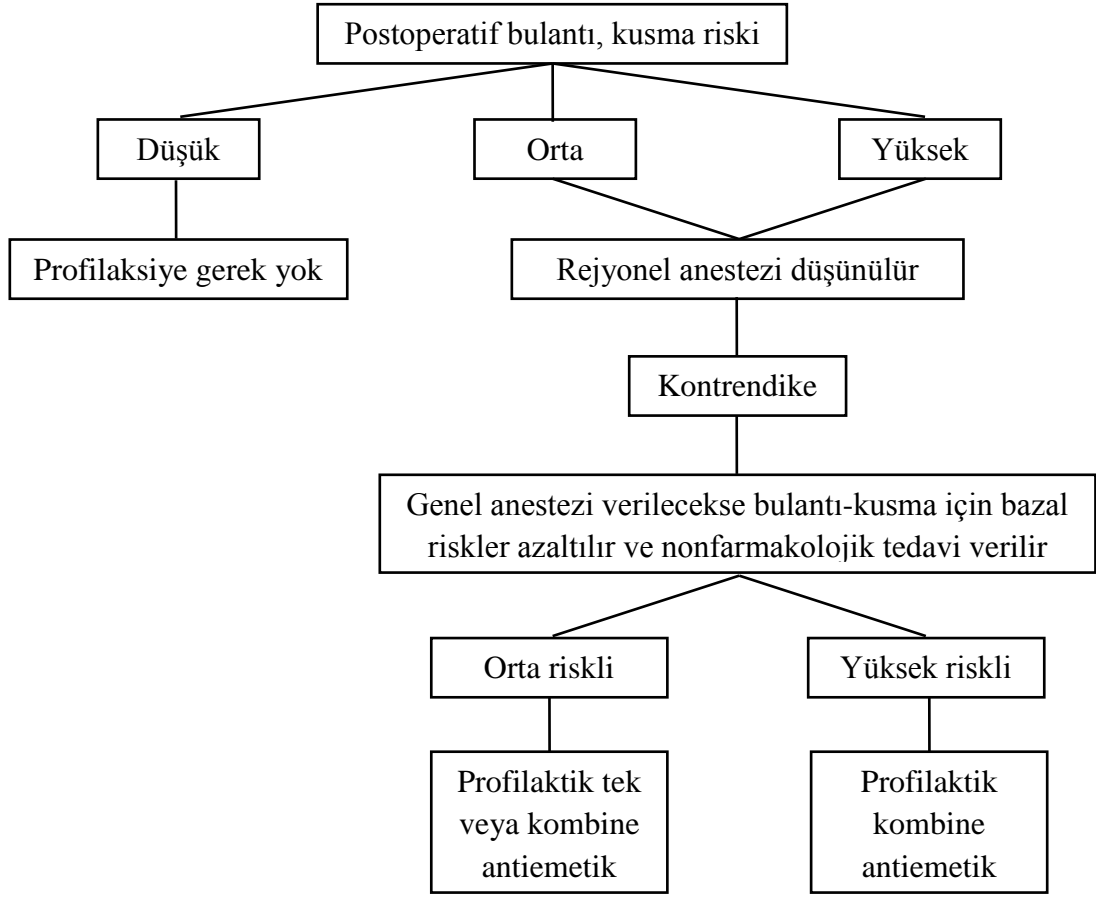 Postoperatif bulantı, kusma riski
Düşük
Orta
Yüksek
Profilaksiye gerek yok
Rejyonel anestezi düşünülür
Kontrendike
Genel anestezi verilecekse bulantı-kusma için bazal
riskler azaltılır ve nonfarmakolojik tedavi verilir
Orta riskli
Yüksek riskli
Profilaktik tek
veya kombine
antiemetik
Profilaktik
kombine
antiemetik